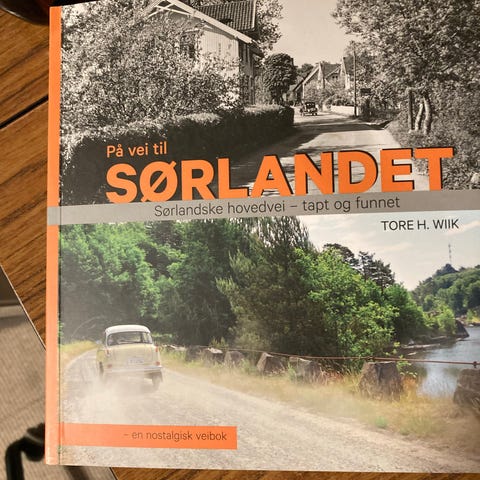 På vei til
SØRLANDET
Sørlandske hovedvei – tapt og funnet
TORE H. WIIK
– en nostalgisk veibok